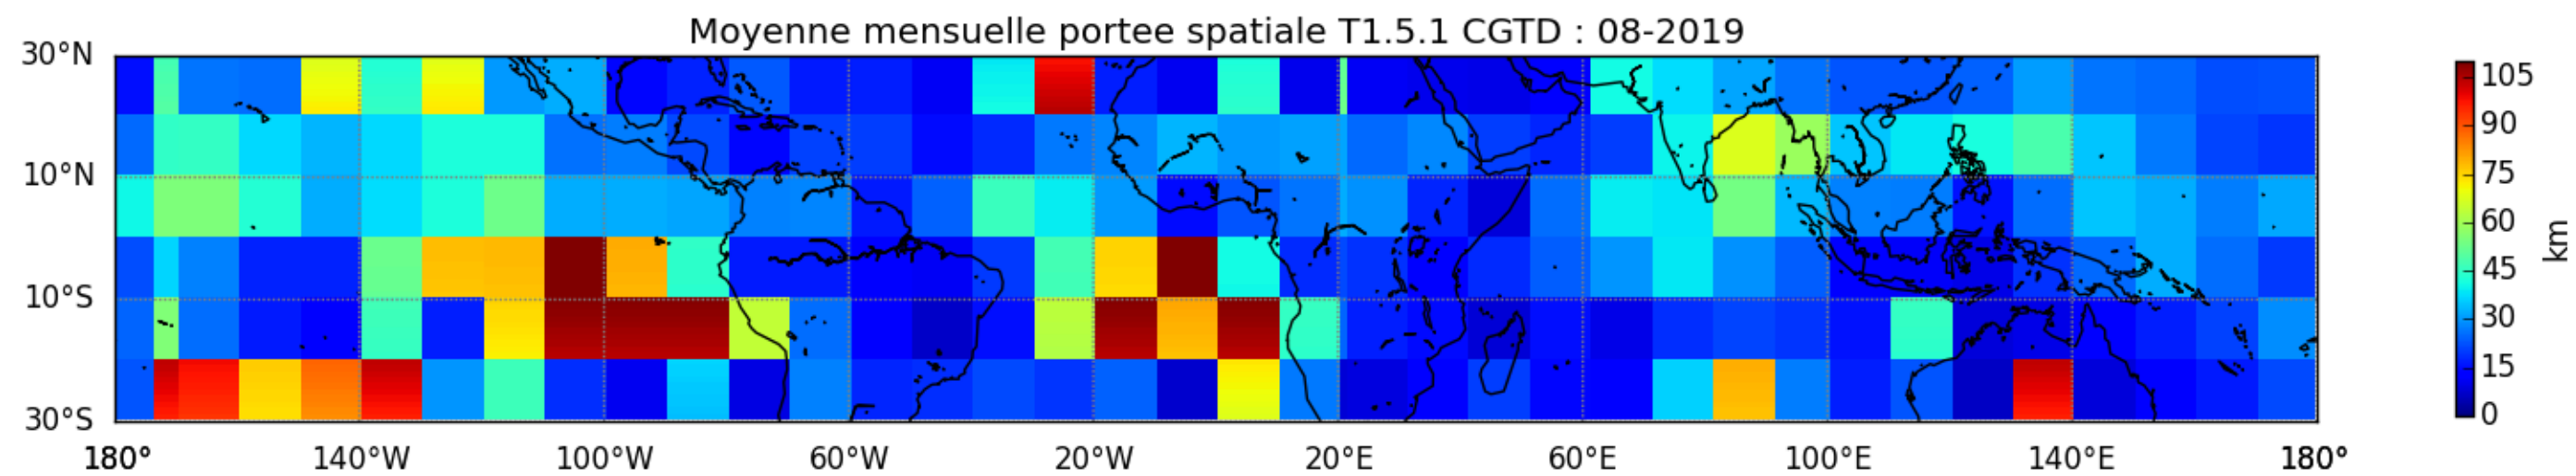 Moyenne mensuelle portee spatiale T1.5.1 CGTD : 08-2019
30°N
10°N
10°S
30°S
180° 140°W 100°W 60°W 20°W 20°E 60°E 100°E 140°E 180°
105
90
75
60
45
30
15
0
km